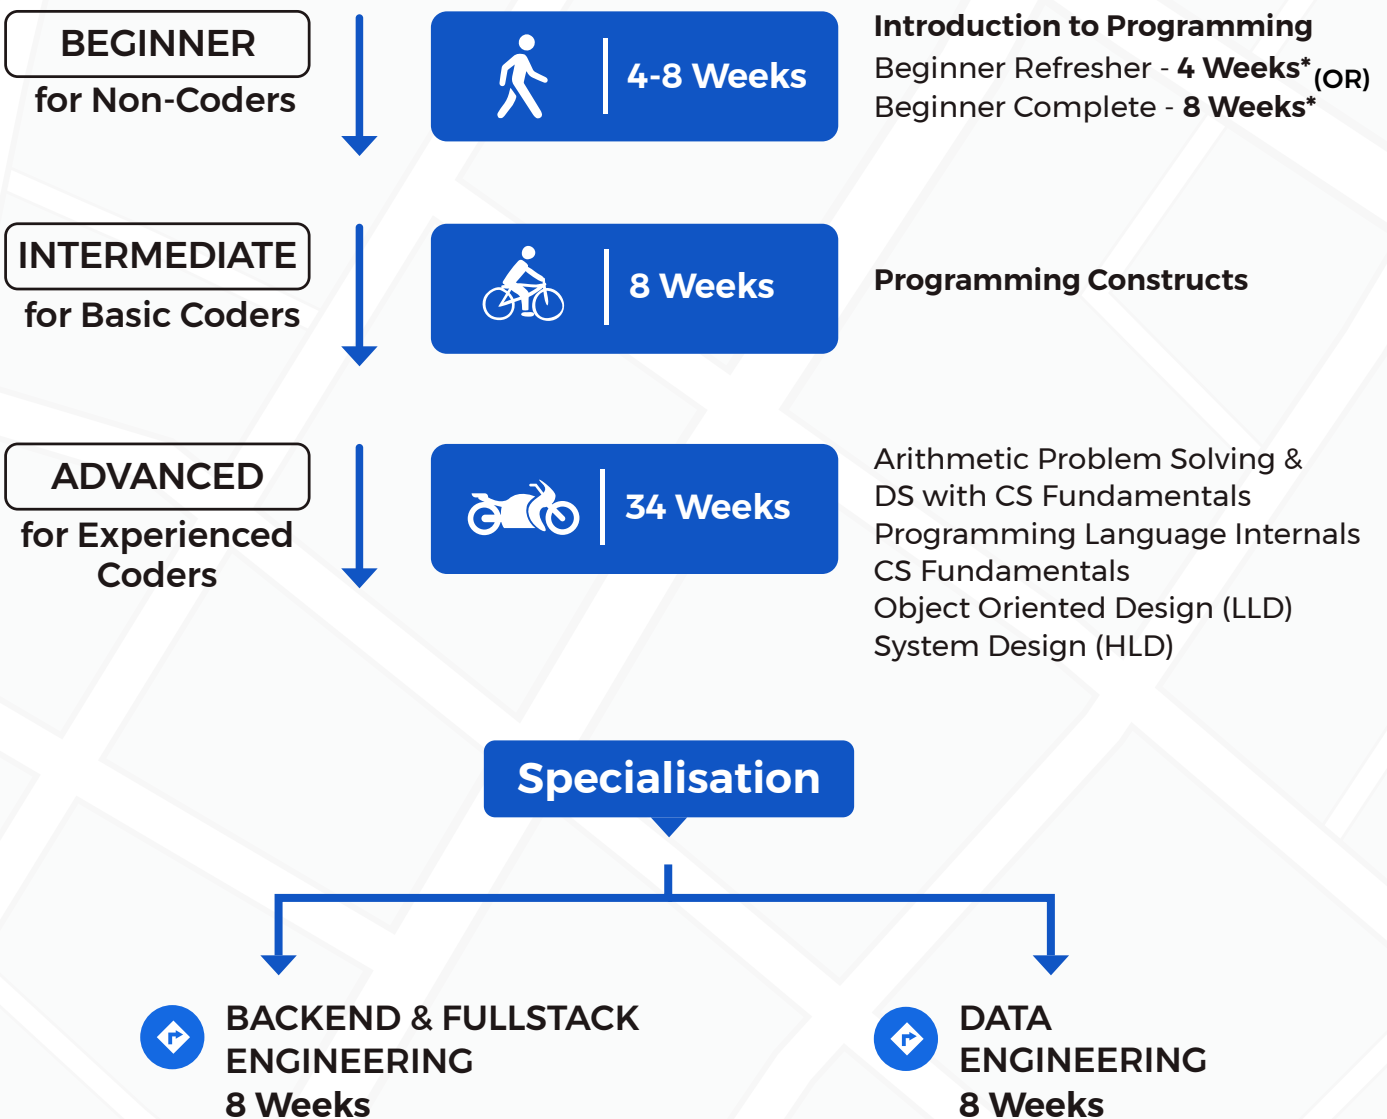 BEGINNER
for Non-Coders
4-8 Weeks
Introduction to Programming
Beginner Refresher - 4 Weeks* (OR)
Beginner Complete - 8 Weeks*
INTERMEDIATE
for Basic Coders
8 Weeks
Programming Constructs
ADVANCED
for Experienced
Coders
34 Weeks
Arithmetic Problem Solving &
DS with CS Fundamentals
Programming Language Internals
CS Fundamentals
Object Oriented Design (LLD)
System Design (HLD)
Specialisation
BACKEND & FULLSTACK
ENGINEERING
8 Weeks
DATA
ENGINEERING
8 Weeks